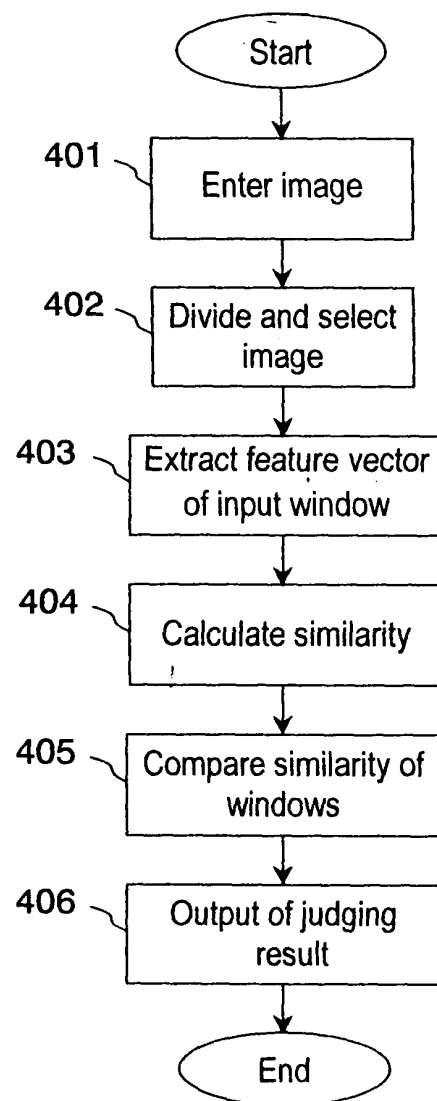 Start
401
Enter image
402
Divide and select
image
403
Extract feature vector
of input window
404
Calculate similarity
405
Compare similarity of
windows
406
Output of judging
result
End